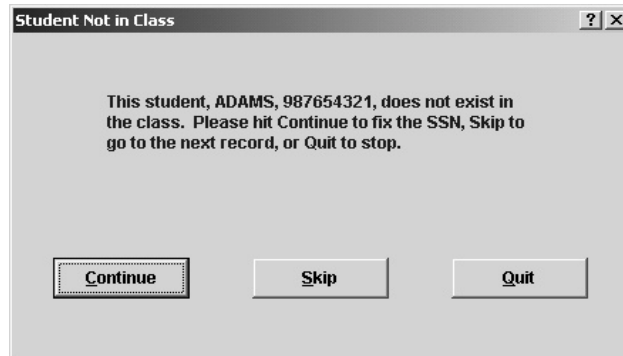 Student Not in Class
This student, ADAMS, 987654321, does not exist in
the class. Please hit Continue to fix the SSN, Skip to
go to the next record, or Quit to stop.
Continue Skip Quit